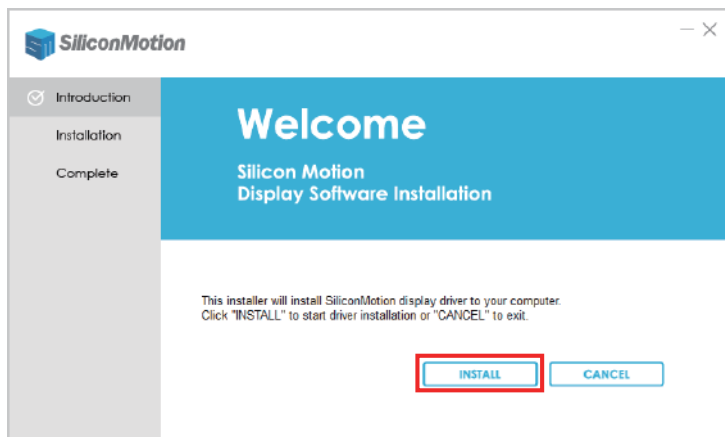 SiliconMotion
Introduction
Installation
Complete
Welcome
Silicon Motion
Display Software Installation
This installer will install SiliconMotion display driver to your computer.
Click "INSTALL" to start driver installation or "CANCEL" to exit.
INSTALL
CANCEL